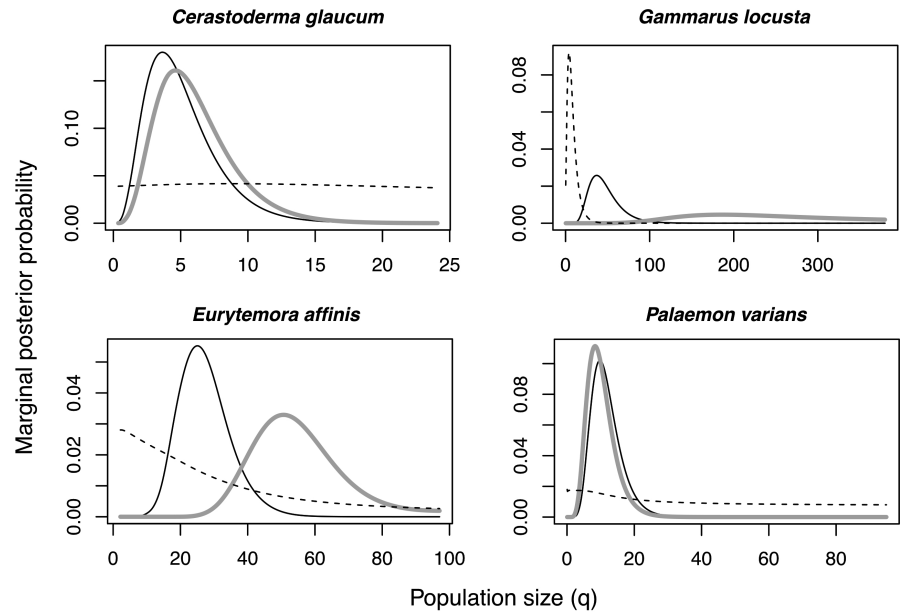 Cerastoderma glaucum
Gammarus locusta
0.00 0.10
0 5 10 15 20 25
0.00 0.04 0.08
0 100 200 300
Marginal posterior probability
Eurytemora affinis
Palaemon varians
0.00 0.02 0.04
0 20 40 60 80 100
0.00 0.04 0.08
0 20 40 60 80
Population size (q)